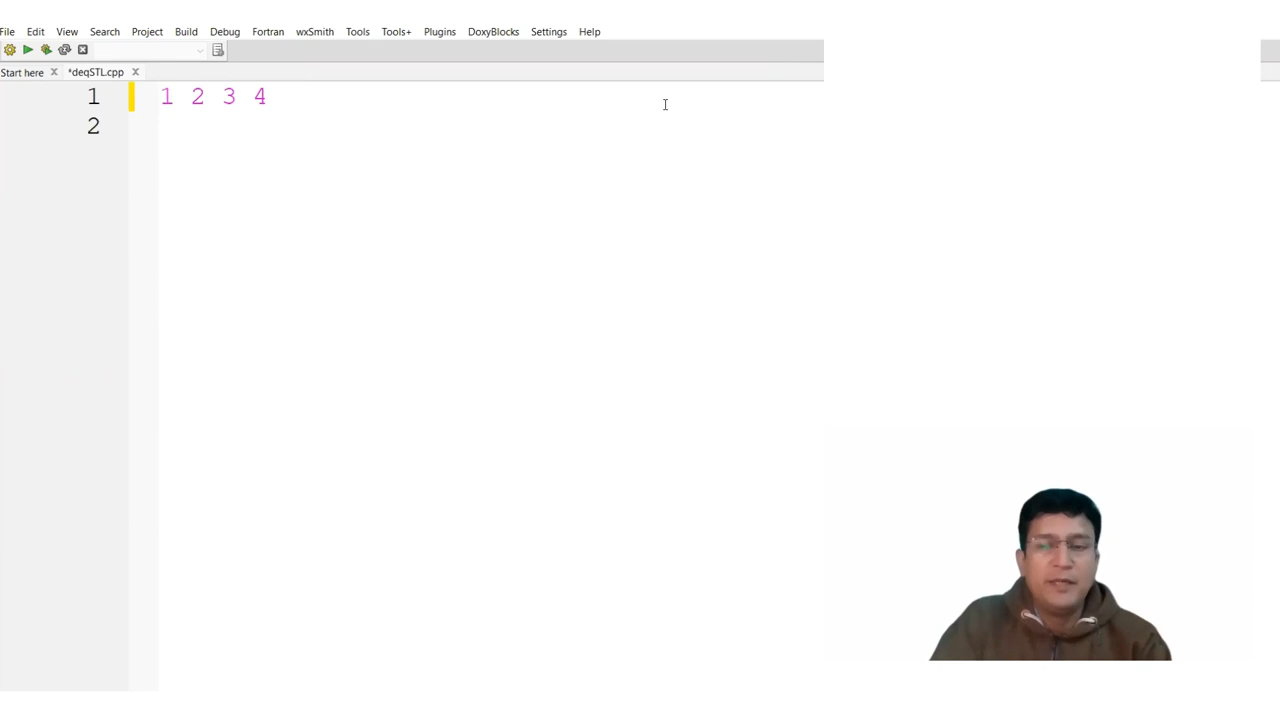 File Edit View Search Project Build Debug Fortran wxSmith Tools Tools+ Plugins DoxyBlocks Settings Help
Start here *deqSTL.cpp
1 1 2 3 4
2